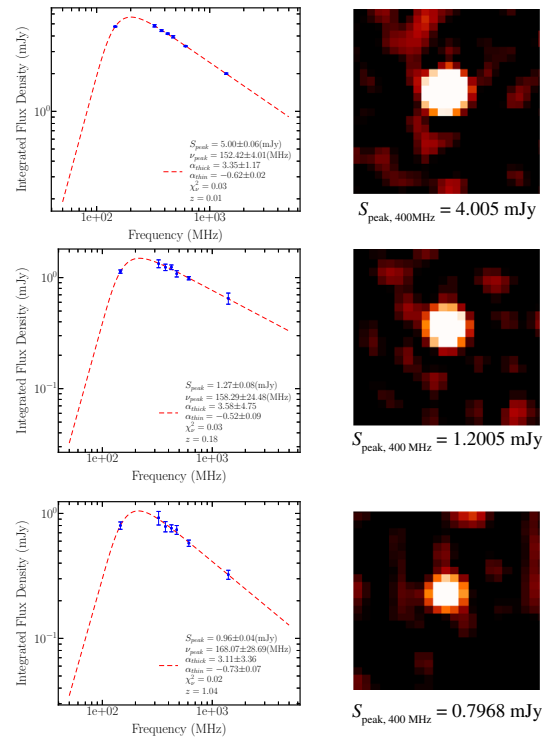 Integrated Flux Density (mJy)
10⁰
S_peak = 5.00±0.06(mJy)
ν_peak = 152.42±4.01(MHz)
α_thick = 3.35±1.17
α_thin = −0.62±0.02
χ²_ν = 0.03
z = 0.01
1e+02 1e+03
Frequency (MHz)
S_peak, 400MHz = 4.005 mJy
Integrated Flux Density (mJy)
10⁰
10⁻¹
S_peak = 1.27±0.08(mJy)
ν_peak = 158.29±24.48(MHz)
α_thick = 3.58±4.75
α_thin = −0.52±0.09
χ²_ν = 0.03
z = 0.18
1e+02 1e+03
Frequency (MHz)
S_peak, 400 MHz = 1.2005 mJy
Integrated Flux Density (mJy)
10⁰
10⁻¹
S_peak = 0.96±0.04(mJy)
ν_peak = 168.07±28.69(MHz)
α_thick = 3.11±3.36
α_thin = −0.73±0.07
χ²_ν = 0.02
z = 1.04
1e+02 1e+03
Frequency (MHz)
S_peak, 400 MHz = 0.7968 mJy